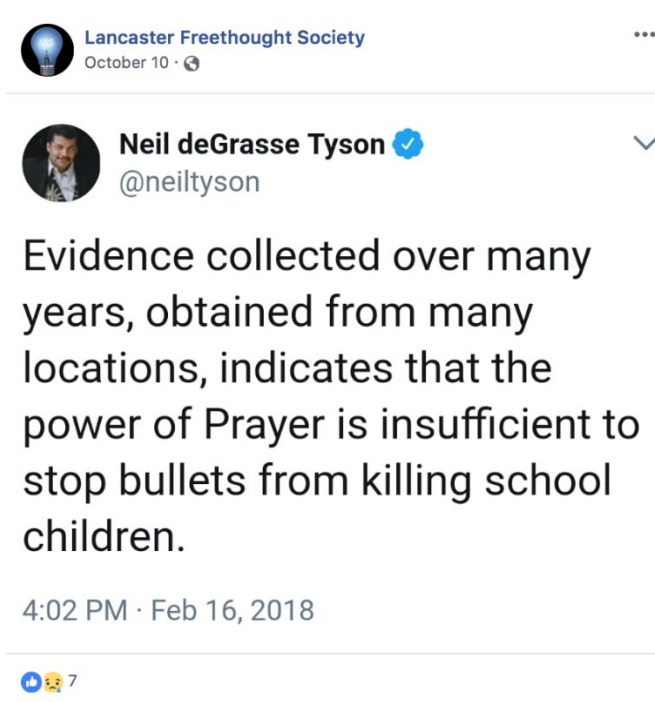 Lancaster Freethought Society
October 10 ·
Neil deGrasse Tyson
@neiltyson
Evidence collected over many
years, obtained from many
locations, indicates that the
power of Prayer is insufficient to
stop bullets from killing school
children.
4:02 PM · Feb 16, 2018
7